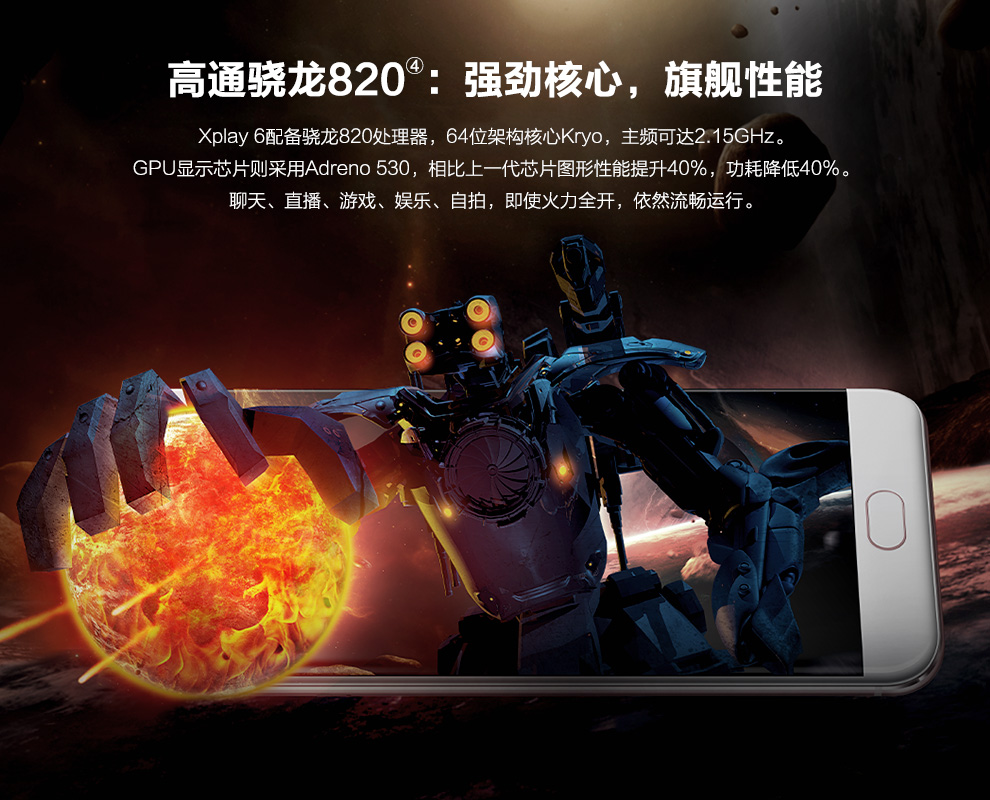 高通骁龙820④：强劲核心，旗舰性能
Xplay 6配备骁龙820处理器，64位架构核心Kryo，主频可达2.15GHz。
GPU显示芯片则采用Adreno 530，相比上一代芯片图形性能提升40%，功耗降低40%。
聊天、直播、游戏、娱乐、自拍，即使火力全开，依然流畅运行。